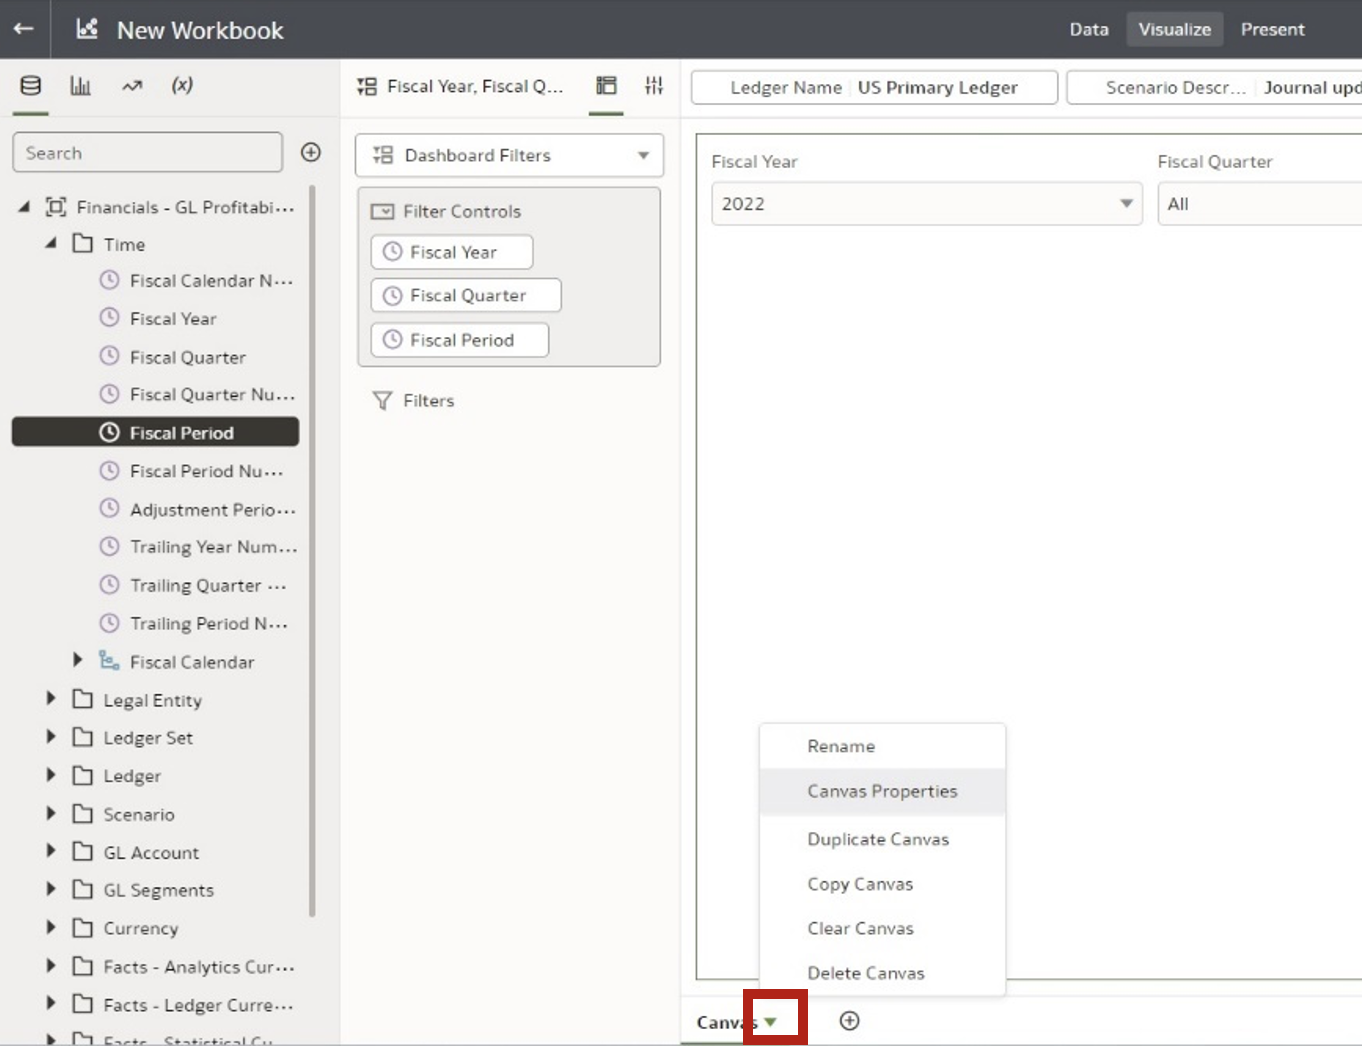 New Workbook
Data
Visualize
Present
(x)
Fiscal Year, Fiscal Q...
Ledger Name
US Primary Ledger
Scenario Descr...
Journal upd
Search
Financials - GL Profitabi...
Time
Fiscal Calendar N...
Fiscal Year
Fiscal Quarter
Fiscal Quarter Nu...
Fiscal Period
Fiscal Period Nu...
Adjustment Perio...
Trailing Year Num...
Trailing Quarter ...
Trailing Period N...
Fiscal Calendar
Legal Entity
Ledger Set
Ledger
Scenario
GL Account
GL Segments
Currency
Facts - Analytics Cur...
Facts - Ledger Curre...
Facts - Statistical Cu
Dashboard Filters
Filter Controls
Fiscal Year
Fiscal Quarter
Fiscal Period
Filters
Fiscal Year
Fiscal Quarter
2022
All
Rename
Canvas Properties
Duplicate Canvas
Copy Canvas
Clear Canvas
Delete Canvas
Canvas